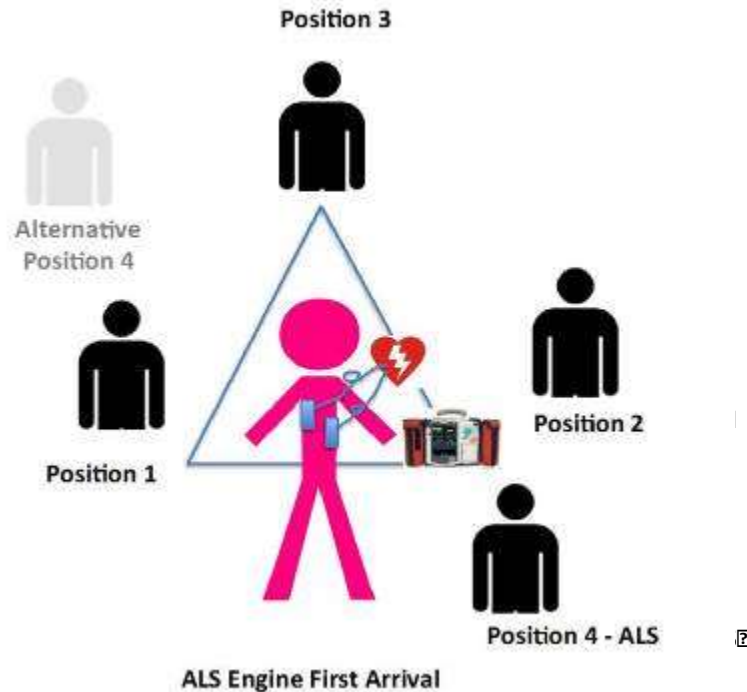 Position 3
Alternative
Position 4
Position 2
Position 1
Position 4 - ALS
ALS Engine First Arrival